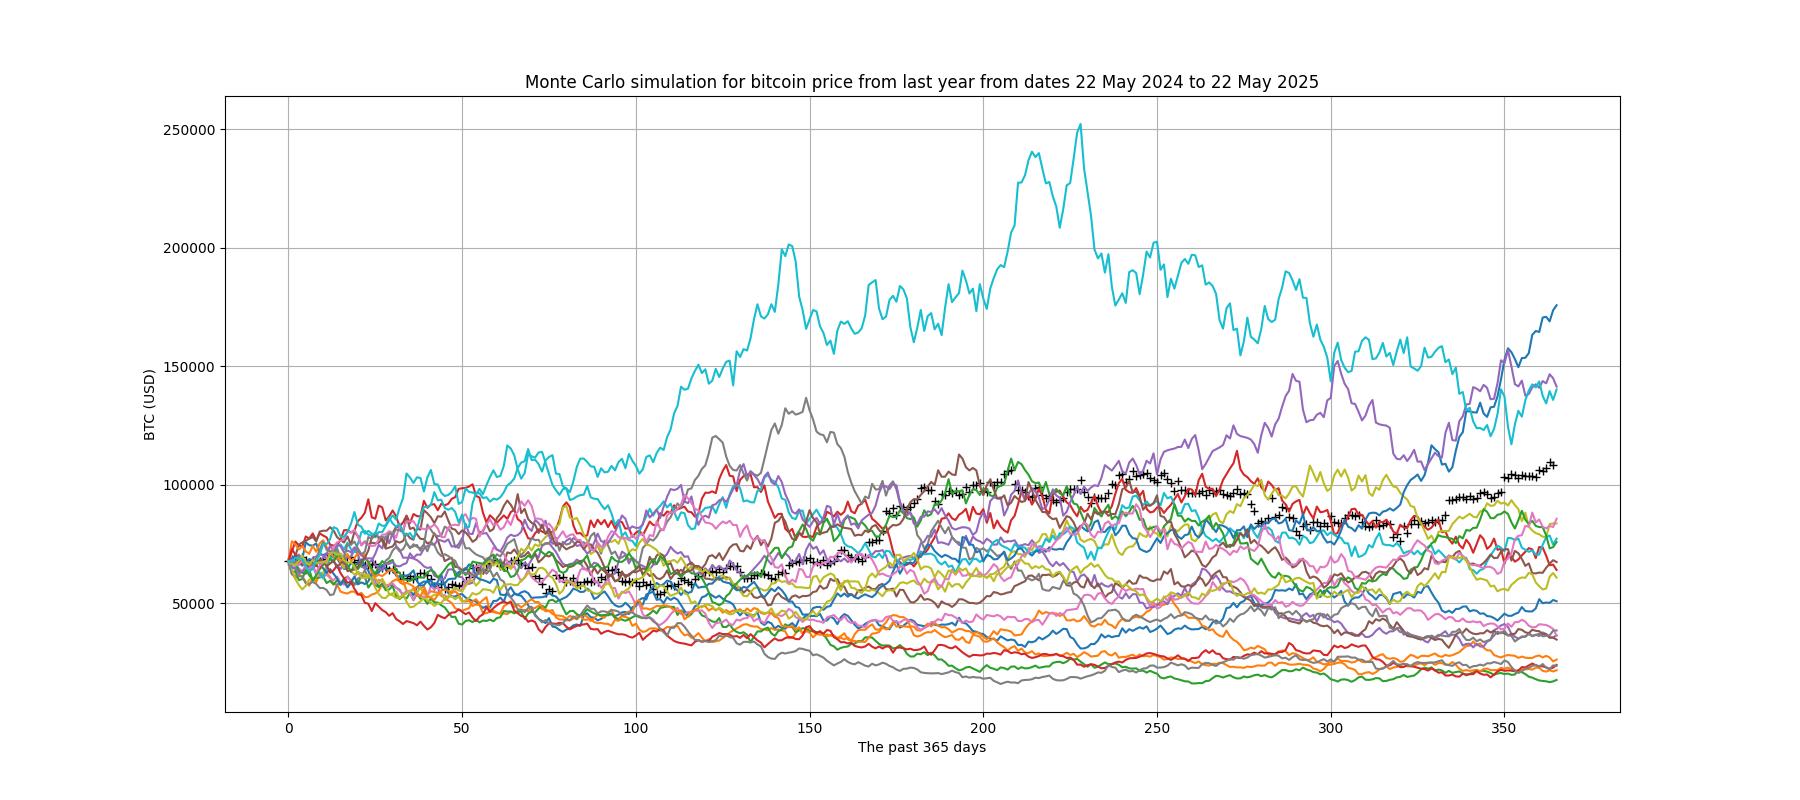 Monte Carlo simulation for bitcoin price from last year from dates 22 May 2024 to 22 May 2025
250000
200000
150000
100000
50000
BTC (USD)
0 50 100 150 200 250 300 350
The past 365 days